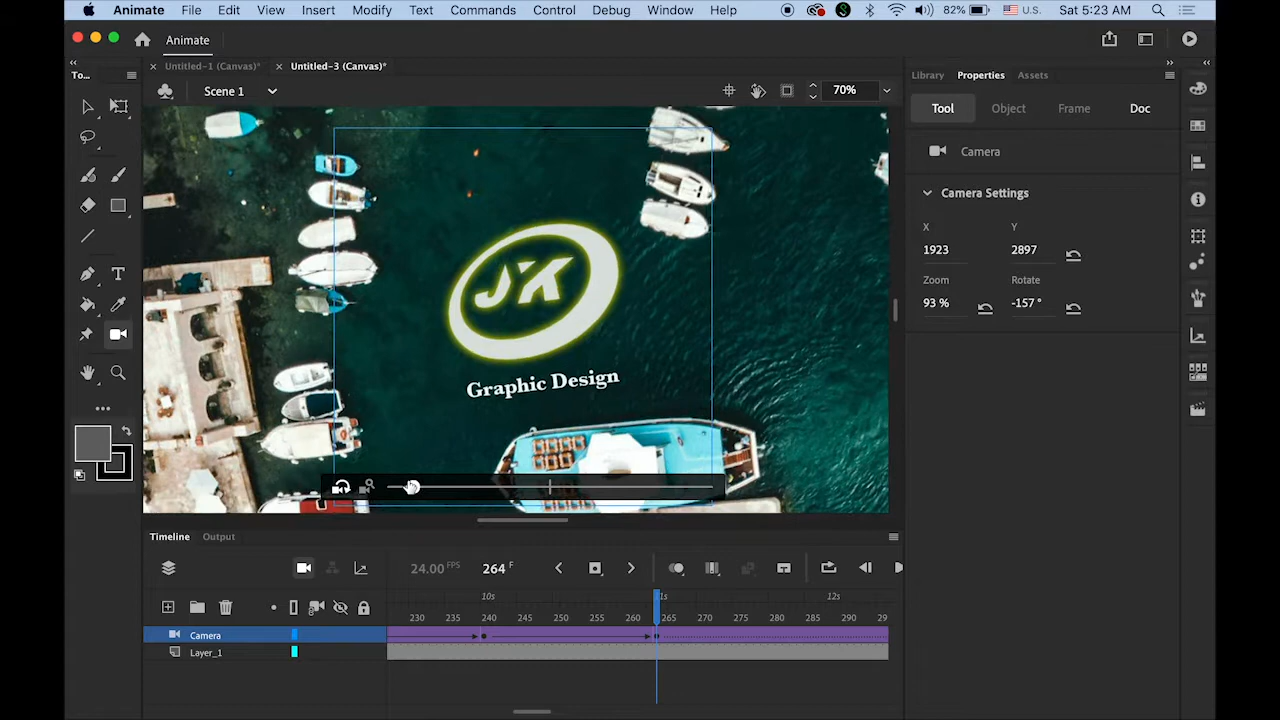 Animate File Edit View Insert Modify Text Commands Control Debug Window Help 82% U.S. Sat 5:23 AM
Animate
To... × Untitled-1 (Canvas)* × Untitled-3 (Canvas)*
Scene 1 70%
Library Properties Assets
Tool Object Frame Doc
Camera
Camera Settings
X Y
1923 2897
Zoom Rotate
93 % -157 °
JK
Graphic Design
Timeline Output
24.00 FPS 264 F
10s 12s
230 235 240 245 250 255 260 265 270 275 280 285 290 29
Camera
Layer_1